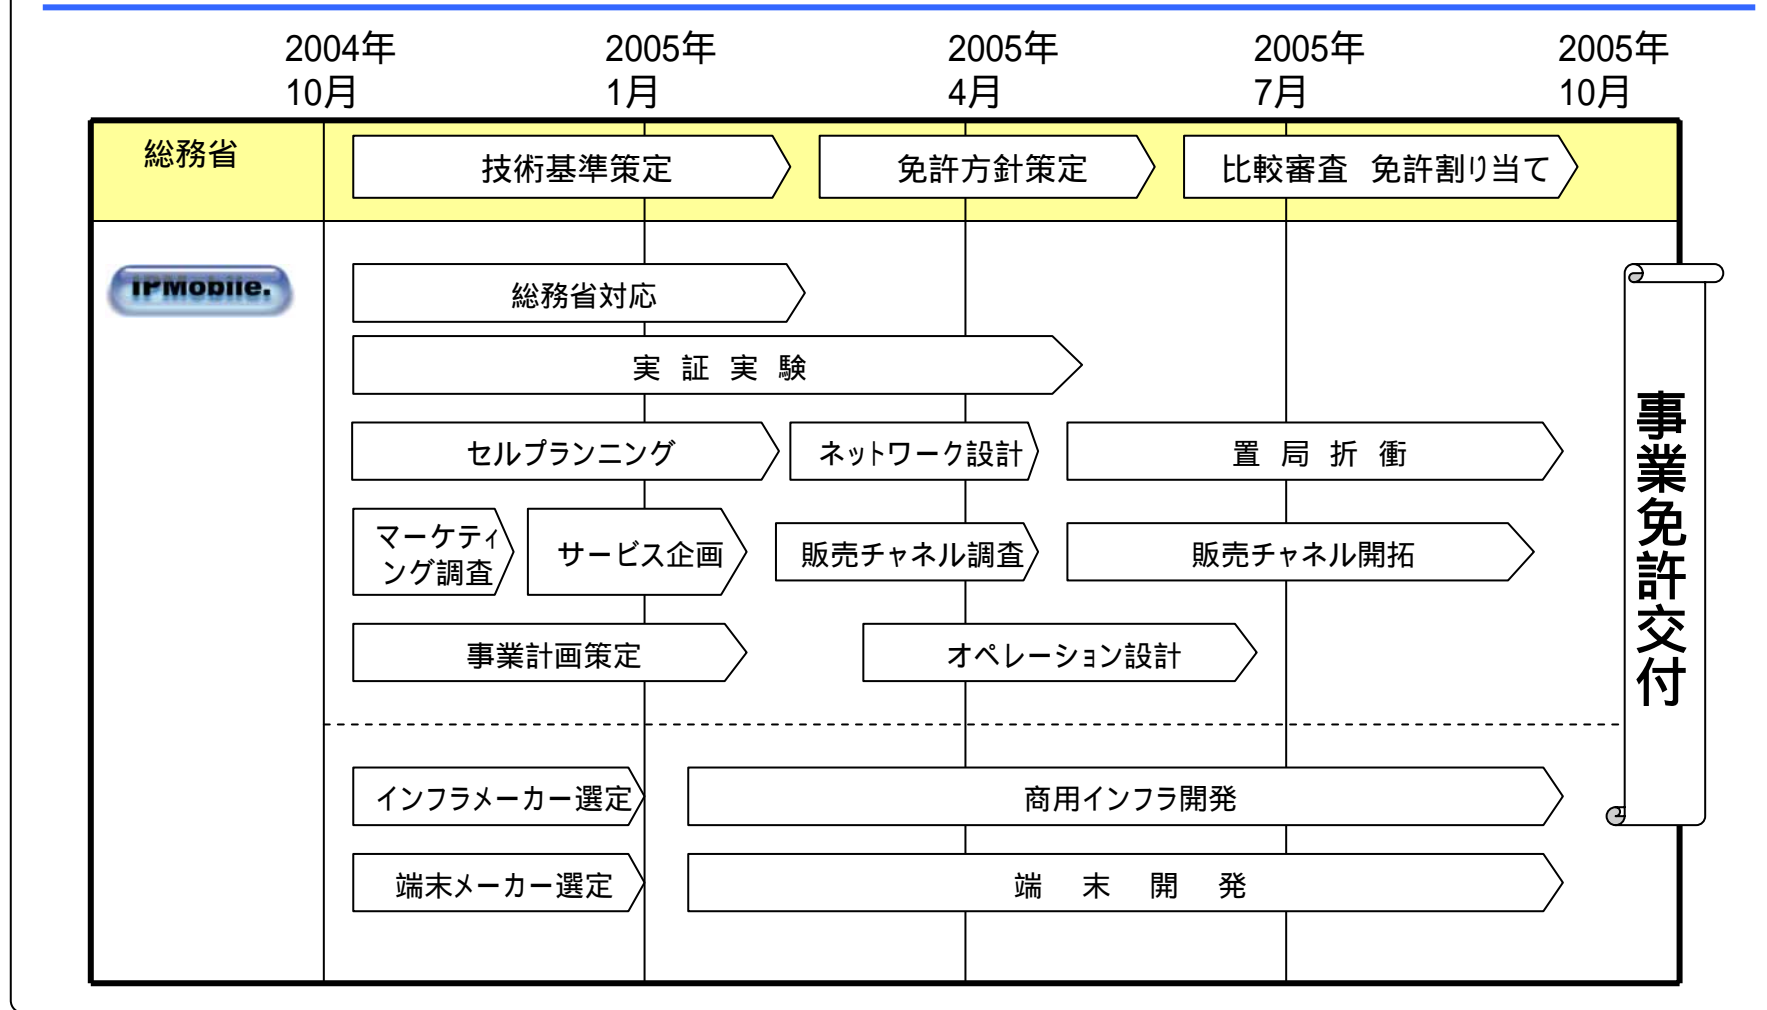 2004年
10月
2005年
1月
2005年
4月
2005年
7月
2005年
10月
総務省
技術基準策定
免許方針策定
比較審査　免許割り当て
IPMobile.
総務省対応
実　証　実　験
セルプランニング
ネットワーク設計
置　局　折　衝
マーケティ
ング調査
サービス企画
販売チャネル調査
販売チャネル開拓
事業計画策定
オペレーション設計
事業免許交付
インフラメーカー選定
商用インフラ開発
端末メーカー選定
端　末　開　発